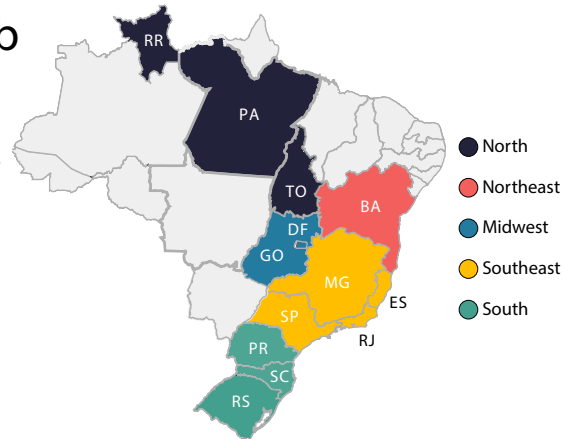 b
RR
PA
TO
BA
DF
GO
MG
ES
SP
RJ
PR
SC
RS
North
Northeast
Midwest
Southeast
South